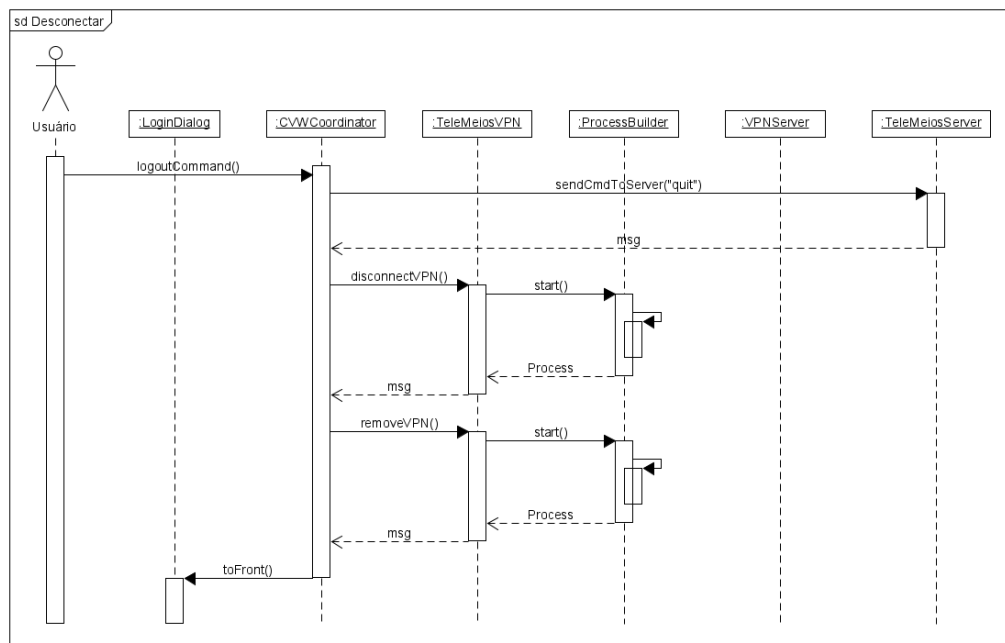 sd Desconectar
Usuário
:LoginDialog
:CVWCoordinator
:TeleMeiosVPN
:ProcessBuilder
:VPNServer
:TeleMeiosServer
logoutCommand()
sendCmdToServer("quit")
msg
disconnectVPN()
start()
Process
msg
removeVPN()
start()
Process
msg
toFront()